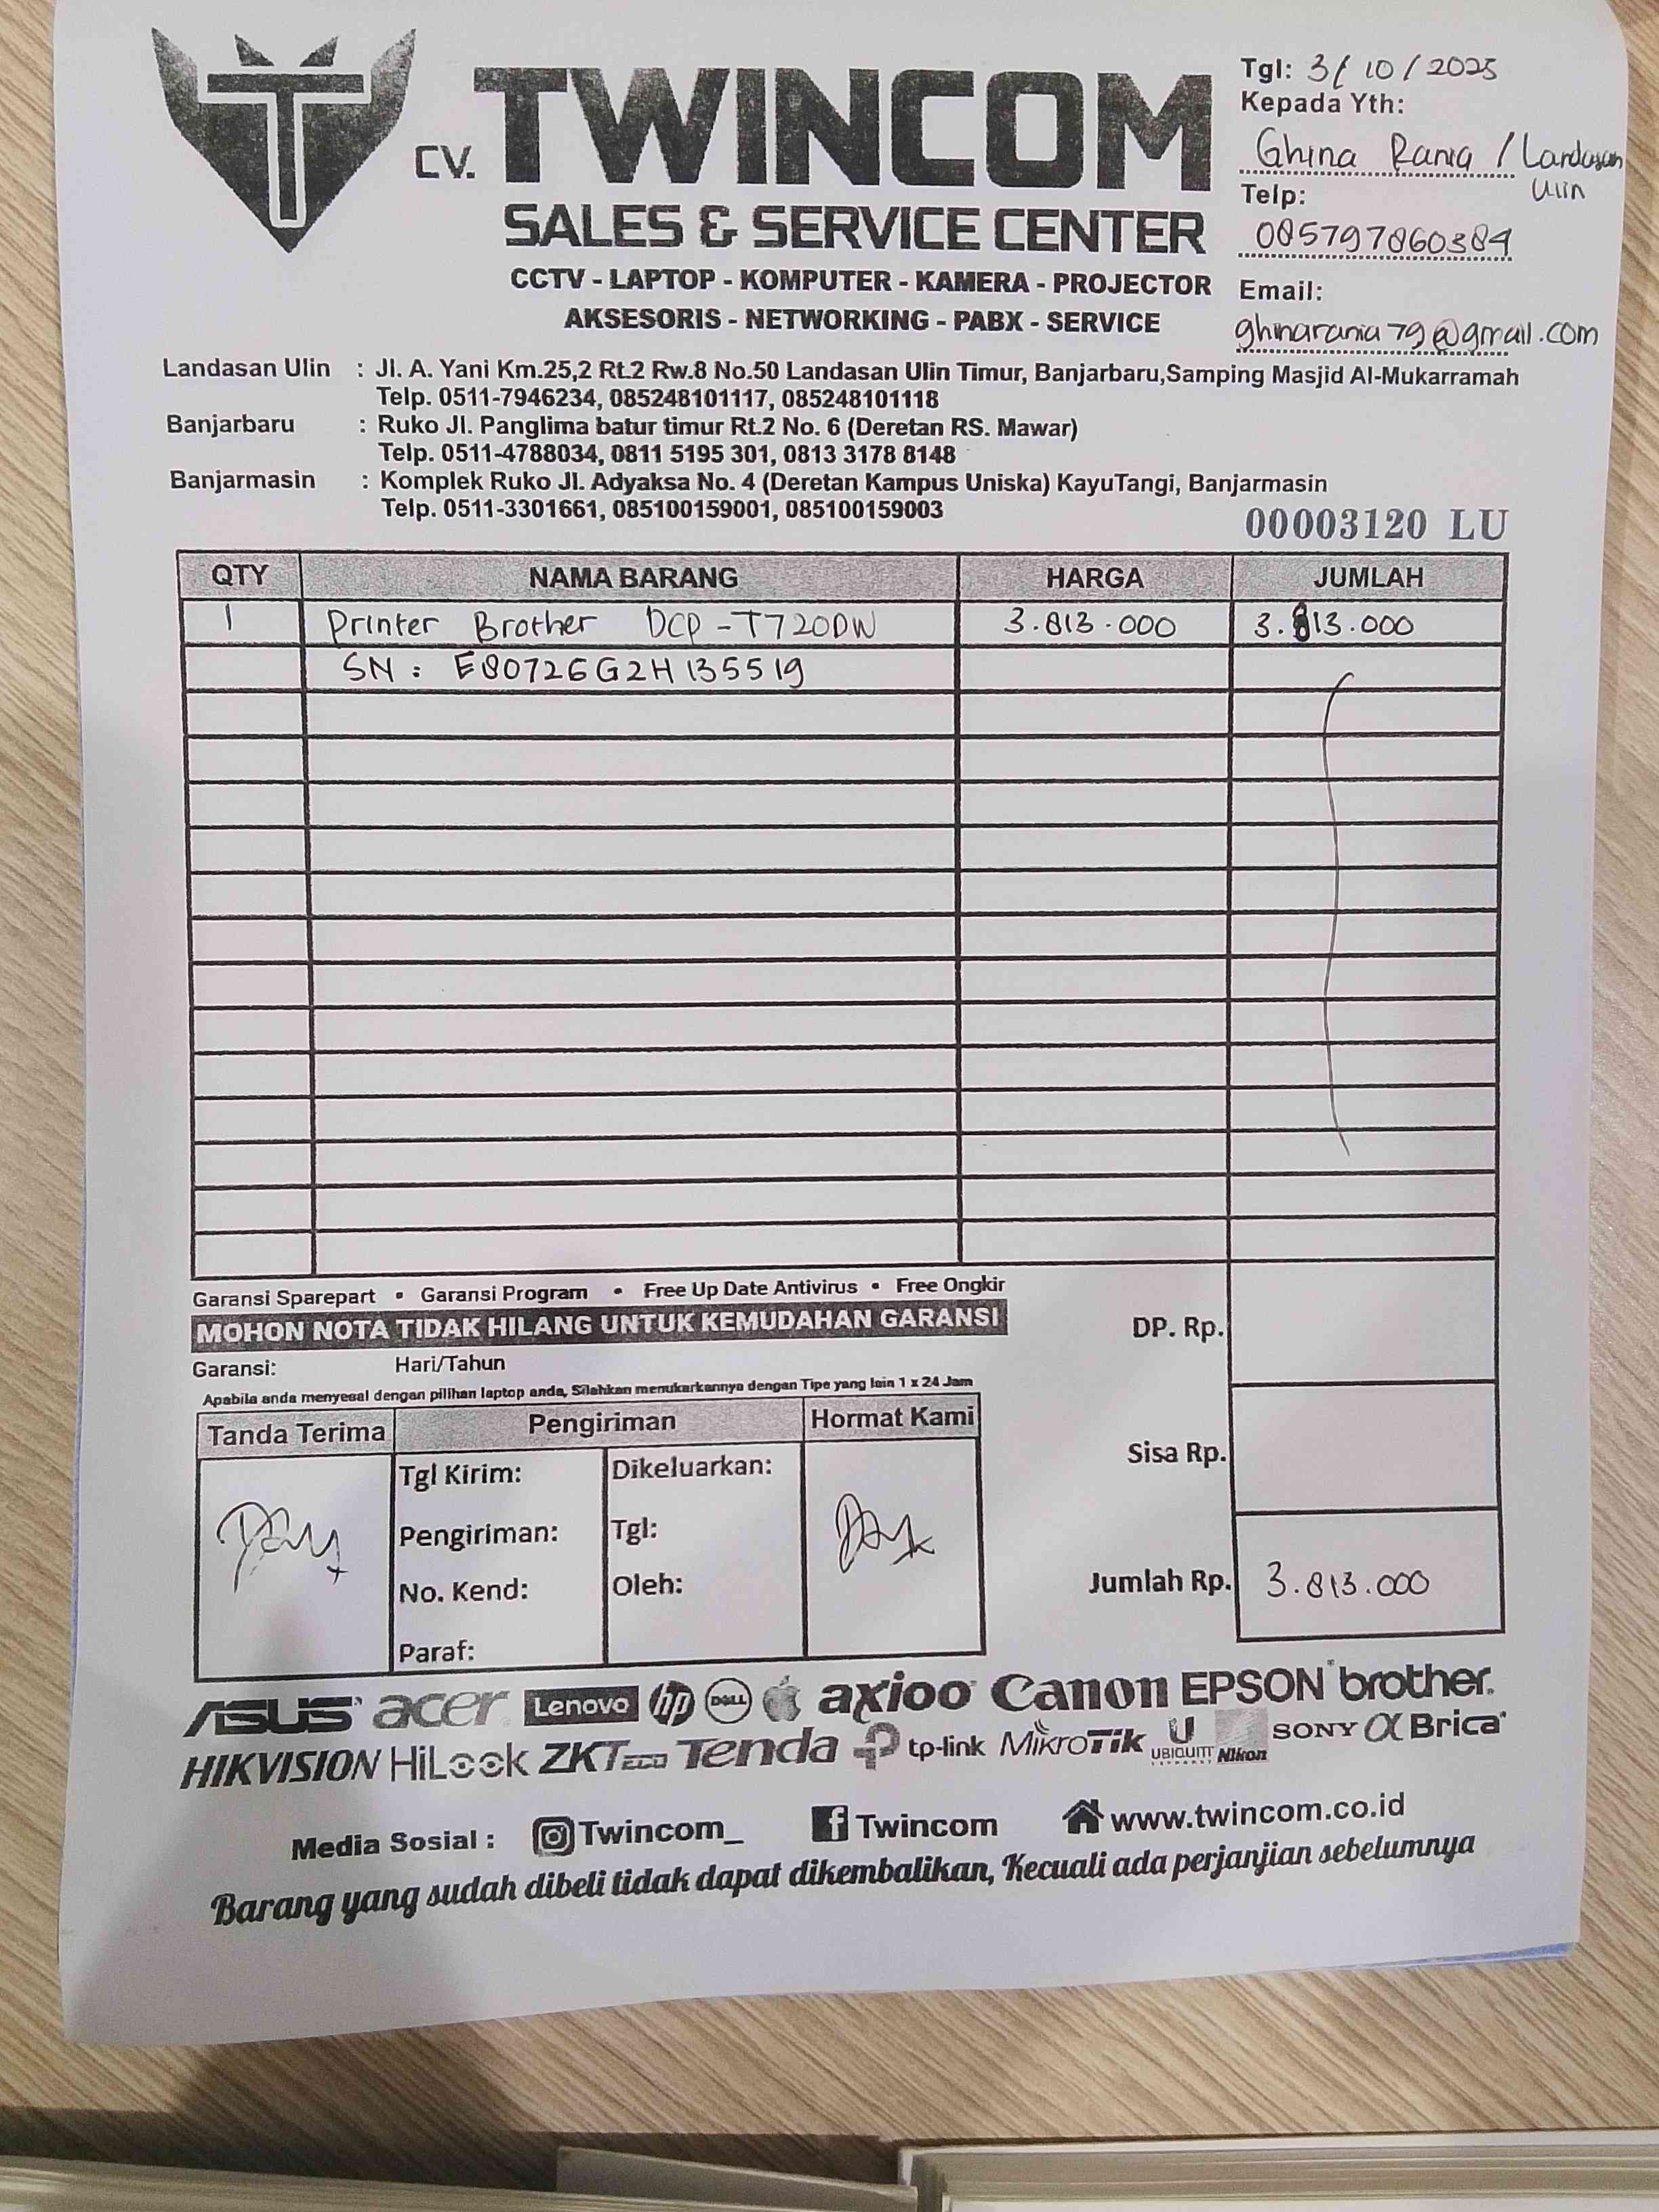 T
CV. TWINCOM
SALES & SERVICE CENTER
CCTV - LAPTOP - KOMPUTER - KAMERA - PROJECTOR
AKSESORIS - NETWORKING - PABX - SERVICE
Tgl: 3/10/2025
Kepada Yth:
Ghina Rania / Landasan Ulin
Telp:
085797860384
Email:
ghinarania79@gmail.com
Landasan Ulin : Jl. A. Yani Km.25,2 Rt.2 Rw.8 No.50 Landasan Ulin Timur, Banjarbaru,Samping Masjid Al-Mukarramah
Telp. 0511-7946234, 085248101117, 085248101118
Banjarbaru : Ruko Jl. Panglima batur timur Rt.2 No. 6 (Deretan RS. Mawar)
Telp. 0511-4788034, 0811 5195 301, 0813 3178 8148
Banjarmasin : Komplek Ruko Jl. Adyaksa No. 4 (Deretan Kampus Uniska) KayuTangi, Banjarmasin
Telp. 0511-3301661, 085100159001, 085100159003
00003120 LU
QTY NAMA BARANG HARGA JUMLAH
1 Printer Brother DCP-T720DW 3.813.000 3.813.000
SN : E80726G2H135519
Garansi Sparepart • Garansi Program • Free Up Date Antivirus • Free Ongkir
MOHON NOTA TIDAK HILANG UNTUK KEMUDAHAN GARANSI
Garansi: Hari/Tahun
Apabila anda menyesal dengan pilihan laptop anda, Silahkan menukarkannya dengan Tipe yang lain 1 x 24 Jam
DP. Rp.
Sisa Rp.
Jumlah Rp. 3.813.000
Tanda Terima Pengiriman Hormat Kami
Tgl Kirim: Dikeluarkan:
Pengiriman: Tgl:
No. Kend: Oleh:
Paraf:
ASUS acer Lenovo hp DELL axioo Canon EPSON brother
HIKVISION HiLook ZKTeco Tenda tp-link MikroTik UBIQUITI Nikon SONY α Brica
Media Sosial : Twincom_ Twincom www.twincom.co.id
Barang yang sudah dibeli tidak dapat dikembalikan, Kecuali ada perjanjian sebelumnya